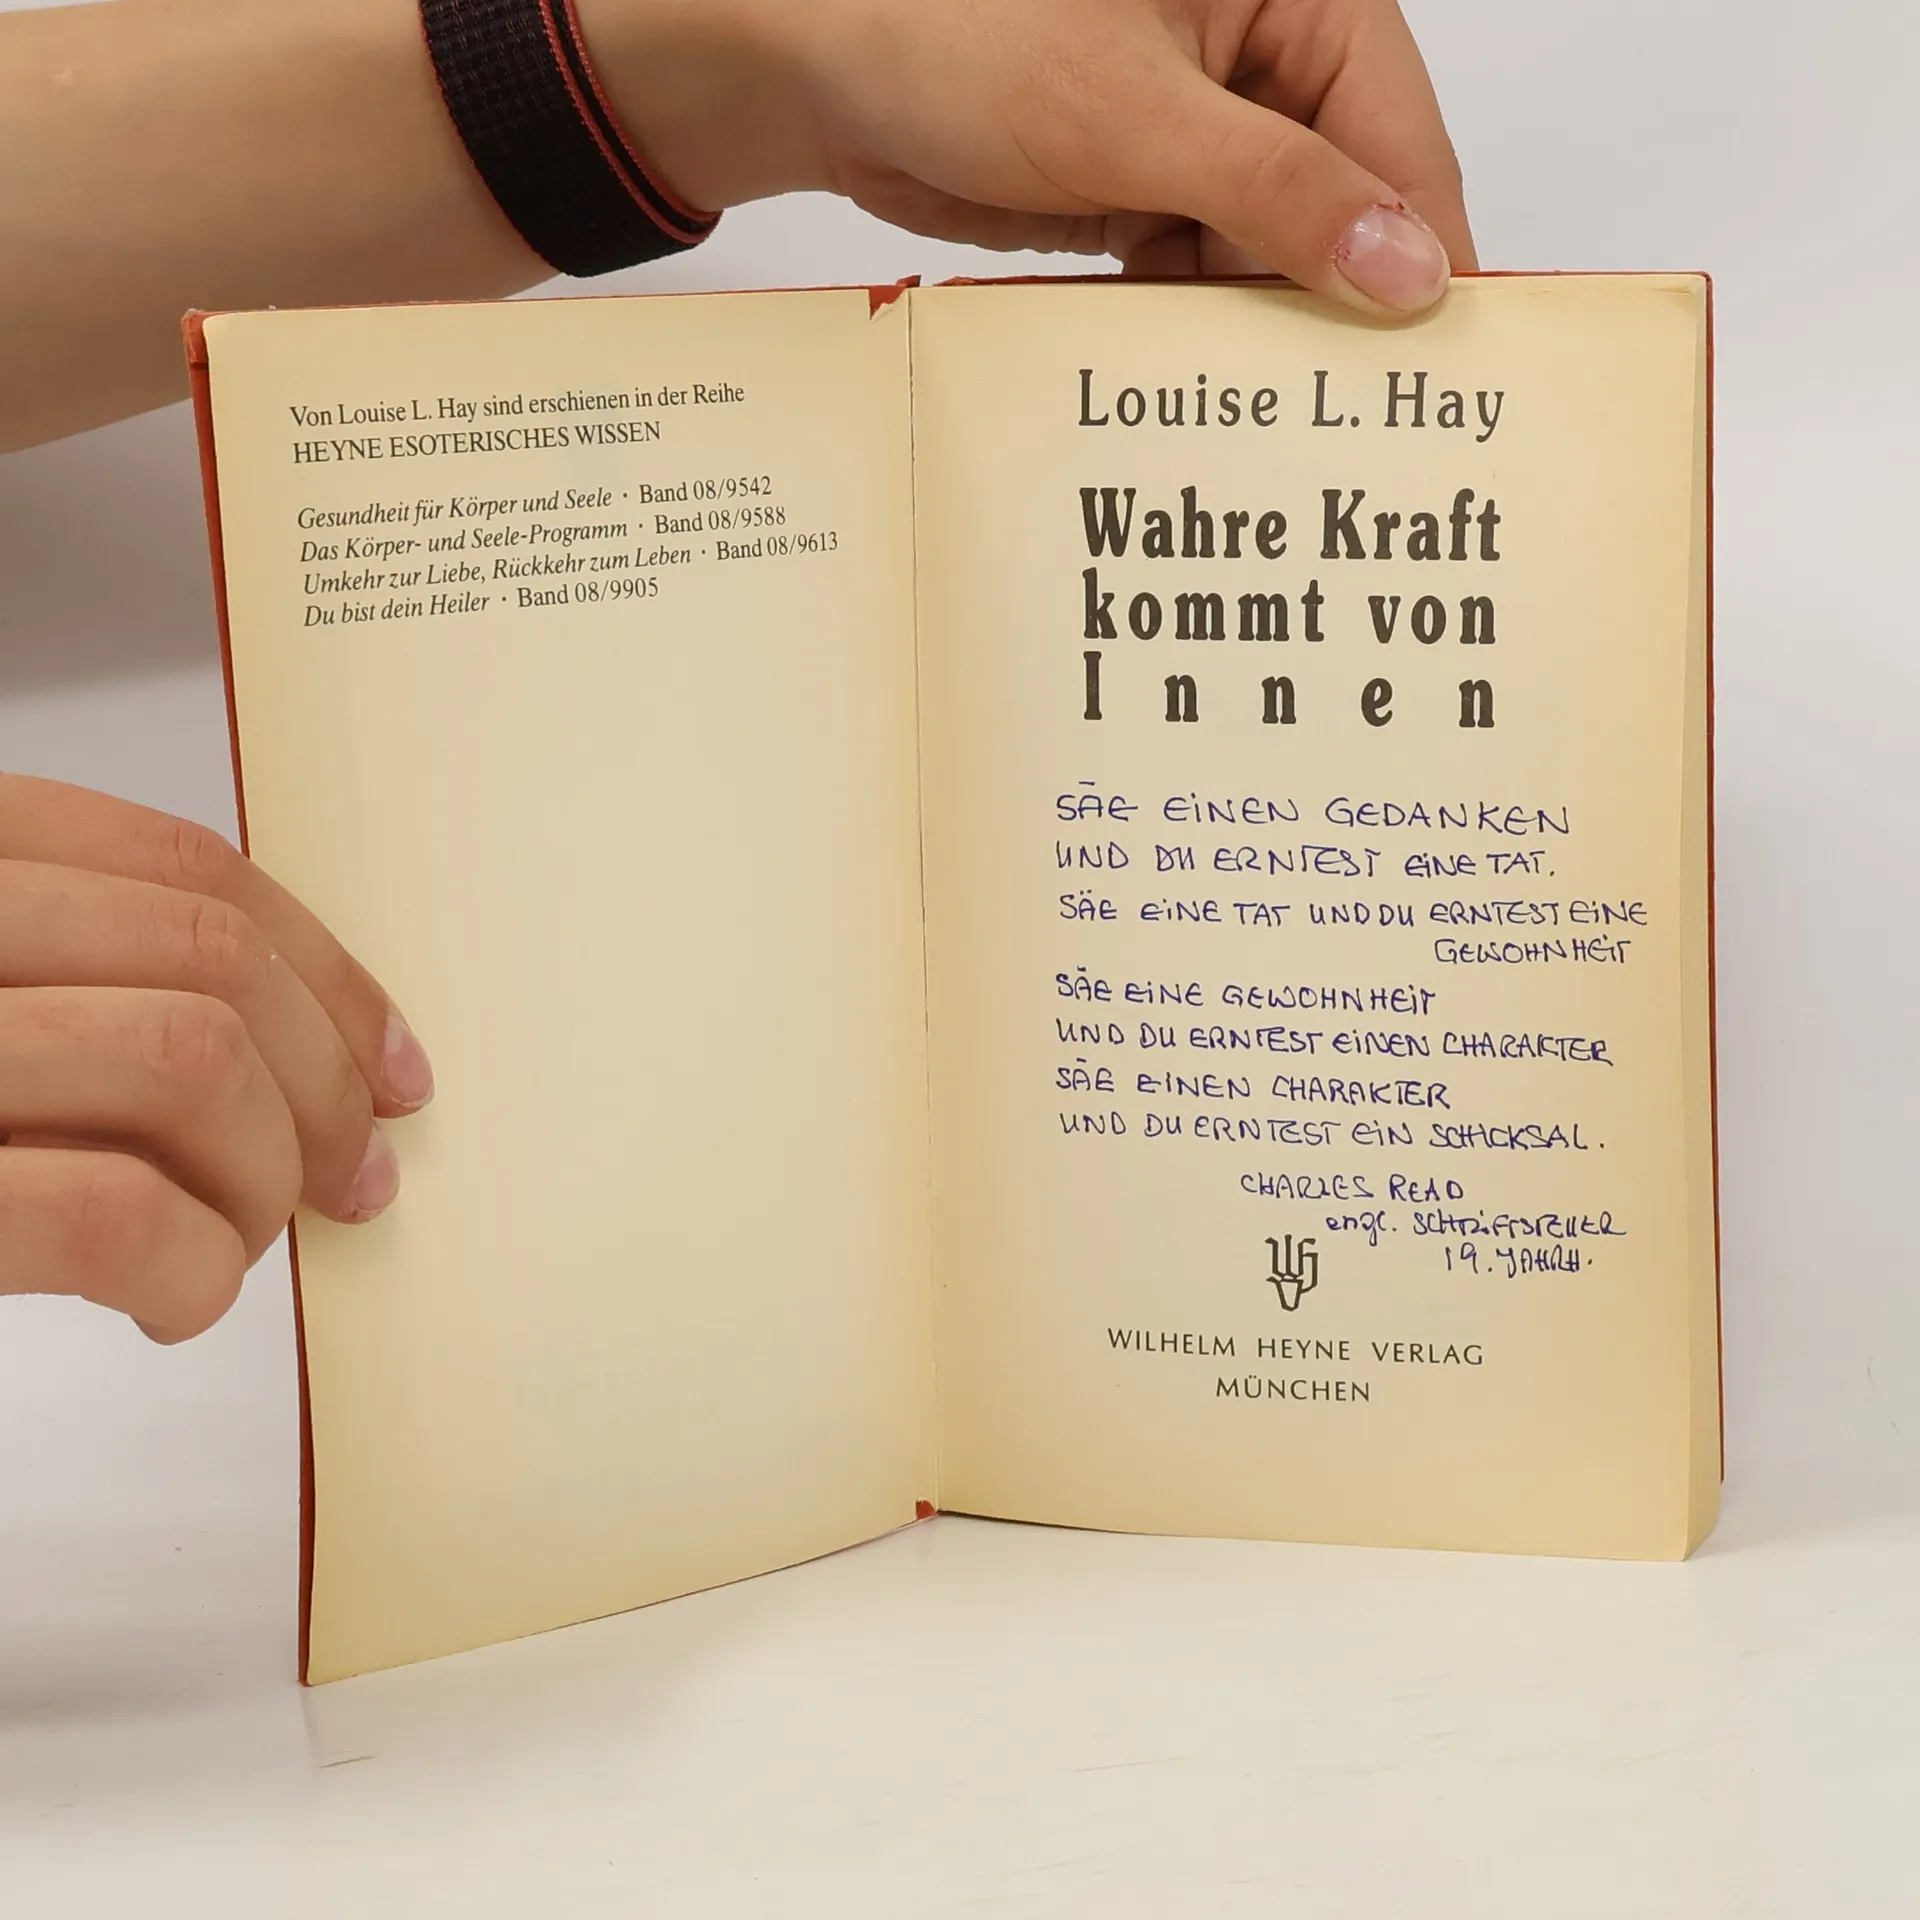 Von Louise L. Hay sind erschienen in der Reihe
HEYNE ESOTERISCHES WISSEN
Gesundheit für Körper und Seele · Band 08/9542
Das Körper- und Seele-Programm · Band 08/9588
Umkehr zur Liebe, Rückkehr zum Leben · Band 08/9613
Du bist dein Heiler · Band 08/9905
Louise L. Hay
Wahre Kraft
kommt von
Innen
SÄE EINEN GEDANKEN
UND DU ERNTEST EINE TAT.
SÄE EINE TAT UND DU ERNTEST EINE
GEWOHNHEIT
SÄE EINE GEWOHNHEIT
UND DU ERNTEST EINEN CHARAKTER
SÄE EINEN CHARAKTER
UND DU ERNTEST EIN SCHICKSAL.
CHARLES READ
engl. SCHRIFTSTELLER
19. JAHRH.
WHV
WILHELM HEYNE VERLAG
MÜNCHEN